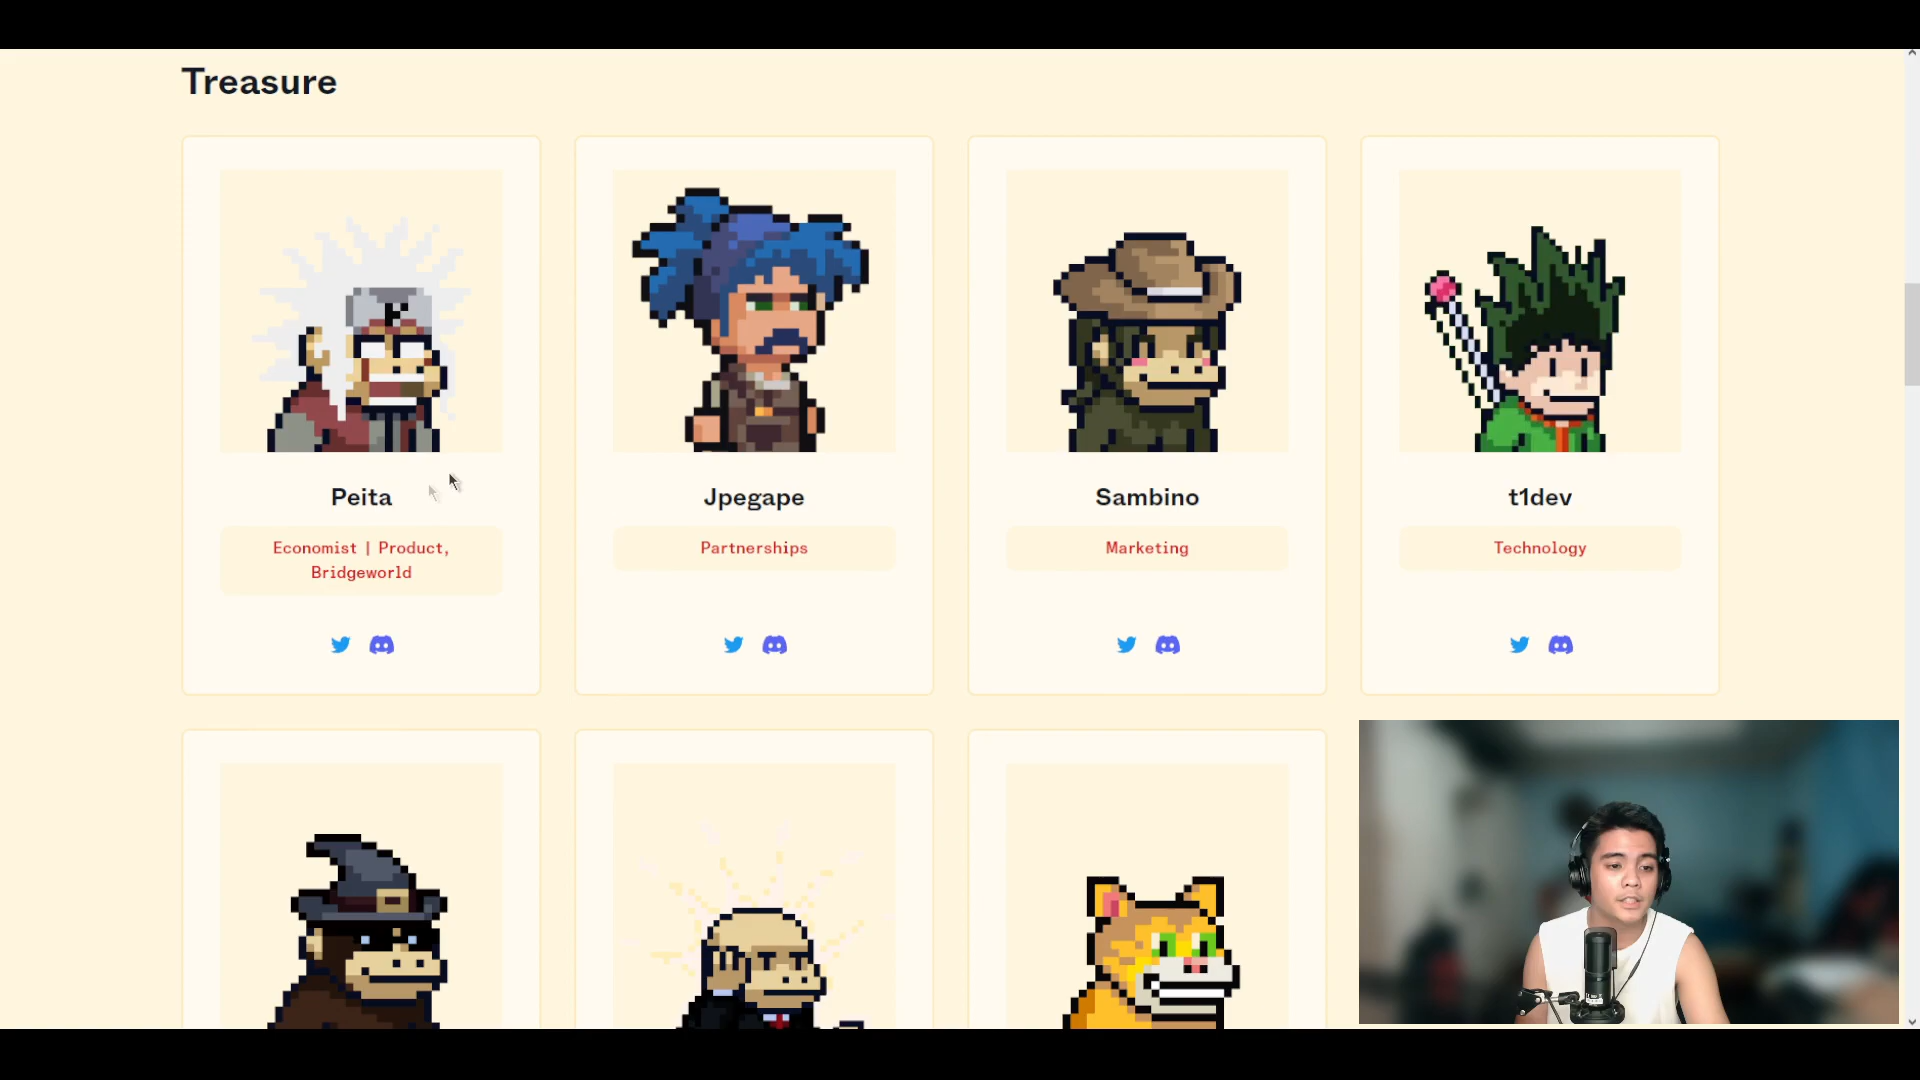 Treasure
Peita
Economist | Product,
Bridgeworld
Jpegape
Partnerships
Sambino
Marketing
t1dev
Technology